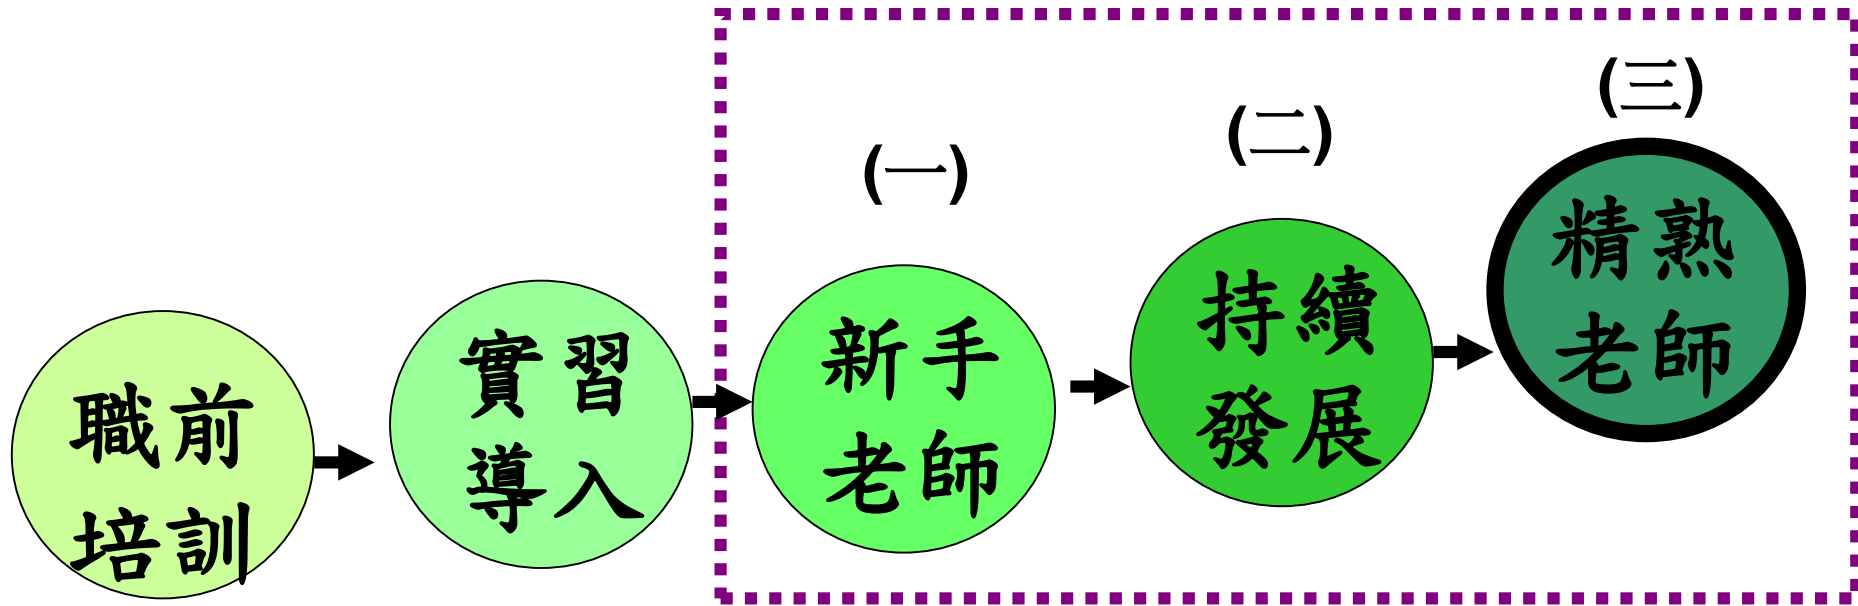 職前
培訓
實習
導入
(一)
新手
老師
(二)
持續
發展
(三)
精熟
老師